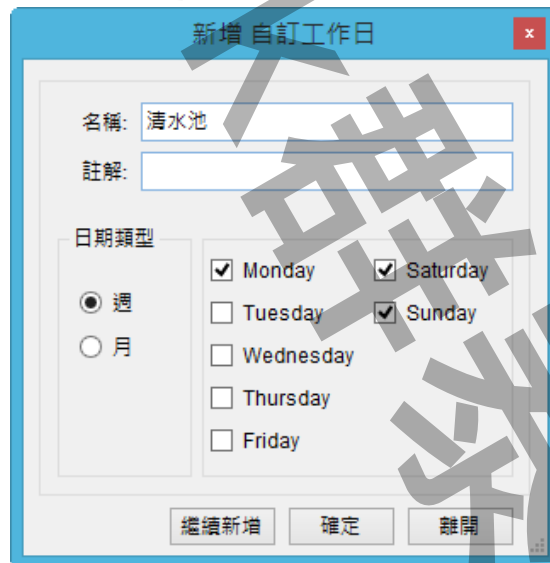 新增 自訂工作日
x
名稱: 清水池
註解:
日期類型
週
月
Monday
Saturday
Tuesday
Sunday
Wednesday
Thursday
Friday
繼續新增 確定 離開